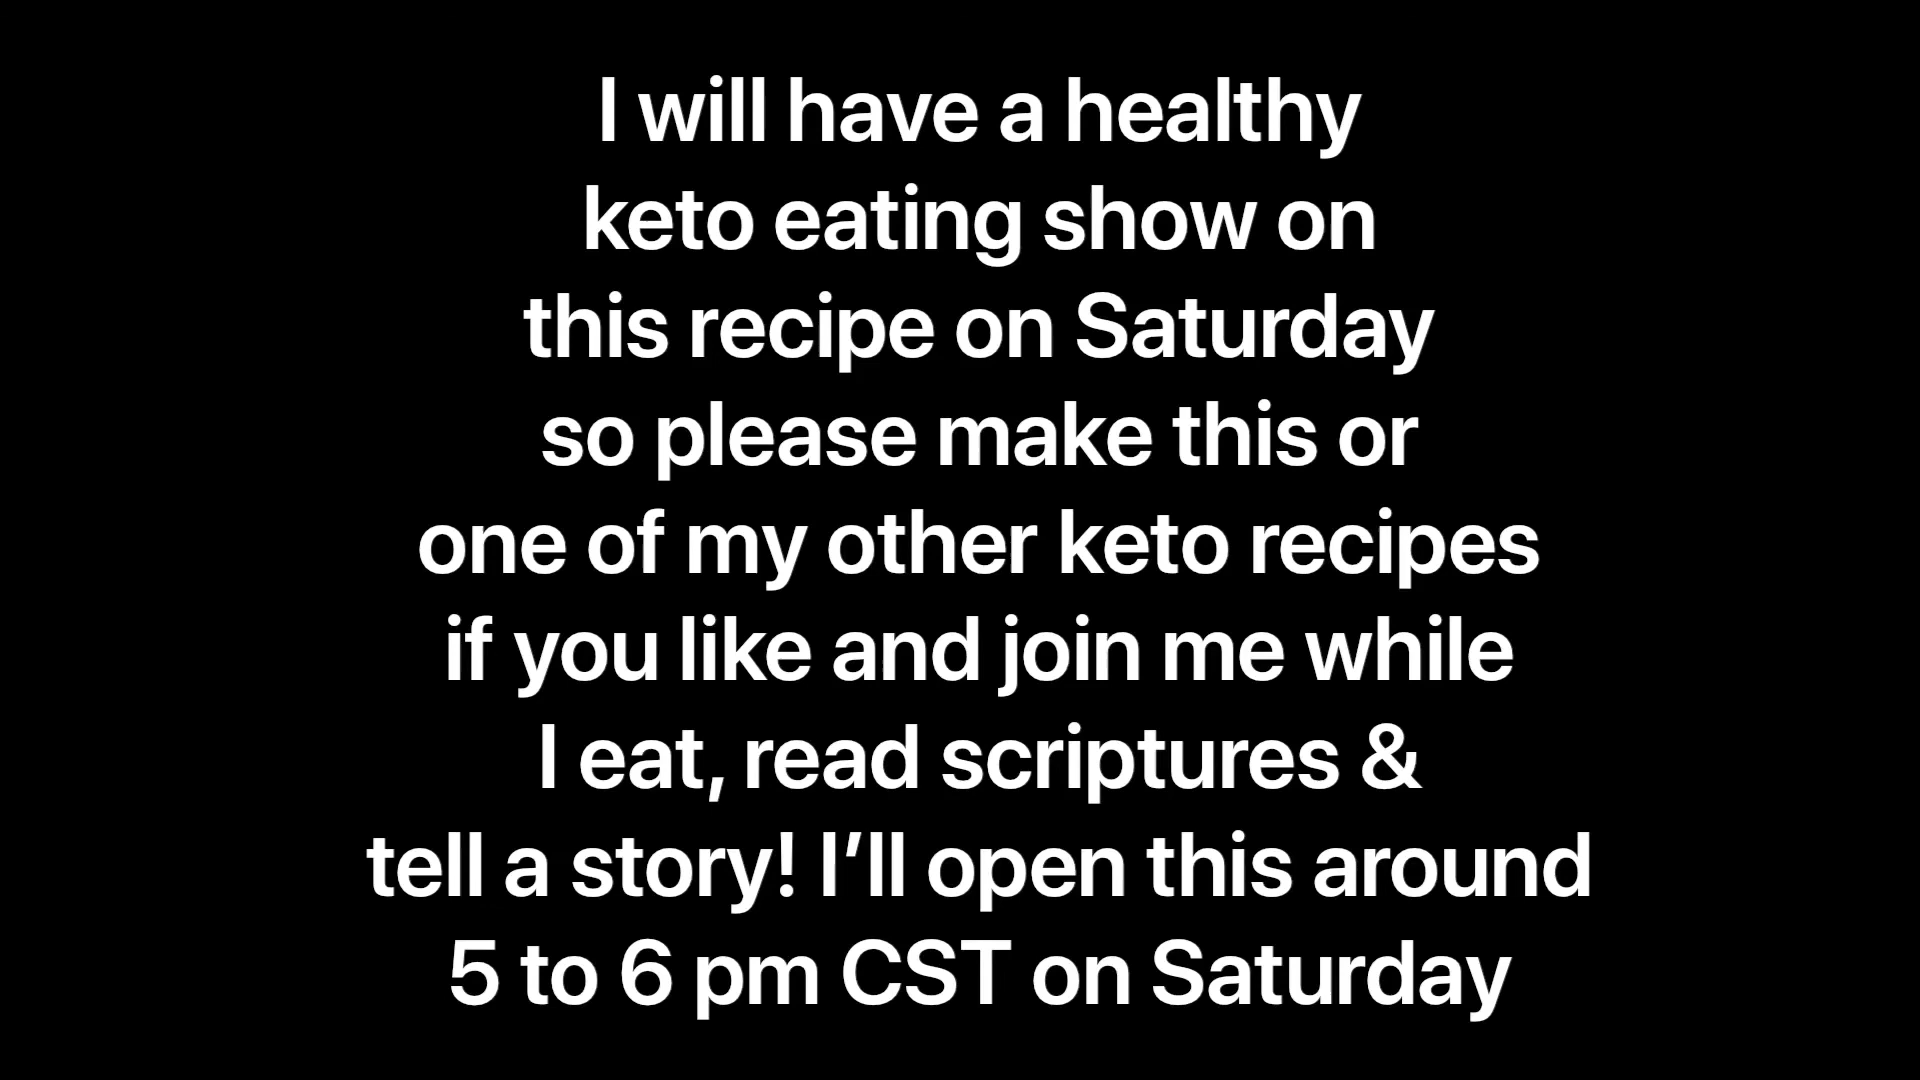 I will have a healthy
keto eating show on
this recipe on Saturday
so please make this or
one of my other keto recipes
if you like and join me while
I eat, read scriptures &
tell a story! I’ll open this around
5 to 6 pm CST on Saturday